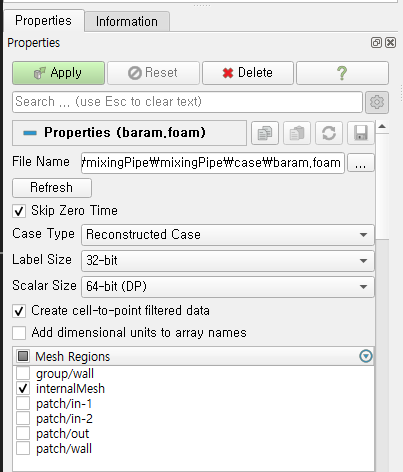 Properties Information
Properties
Apply Reset Delete ?
Search ... (use Esc to clear text)
Properties (baram.foam)
File Name ₩mixingPipe₩mixingPipe₩case₩baram.foam ...
Refresh
Skip Zero Time
Case Type Reconstructed Case
Label Size 32-bit
Scalar Size 64-bit (DP)
Create cell-to-point filtered data
Add dimensional units to array names
Mesh Regions
group/wall
internalMesh
patch/in-1
patch/in-2
patch/out
patch/wall